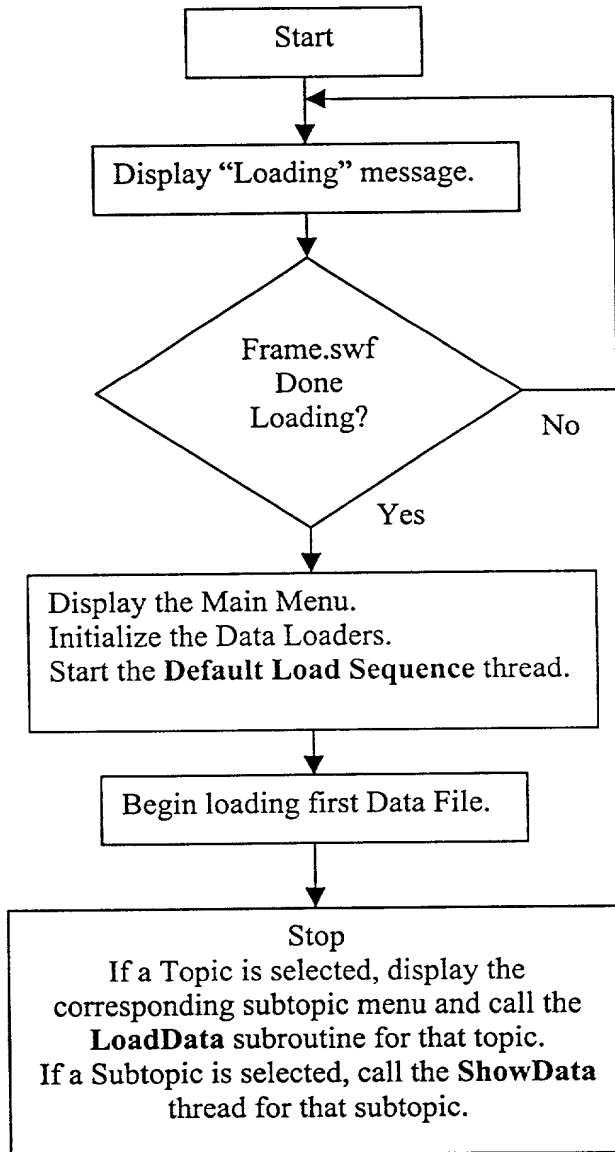 Start
Display “Loading” message.
Frame.swf
Done
Loading?
No
Yes
Display the Main Menu.
Initialize the Data Loaders.
Start the Default Load Sequence thread.
Begin loading first Data File.
Stop
If a Topic is selected, display the
corresponding subtopic menu and call the
LoadData subroutine for that topic.
If a Subtopic is selected, call the ShowData
thread for that subtopic.